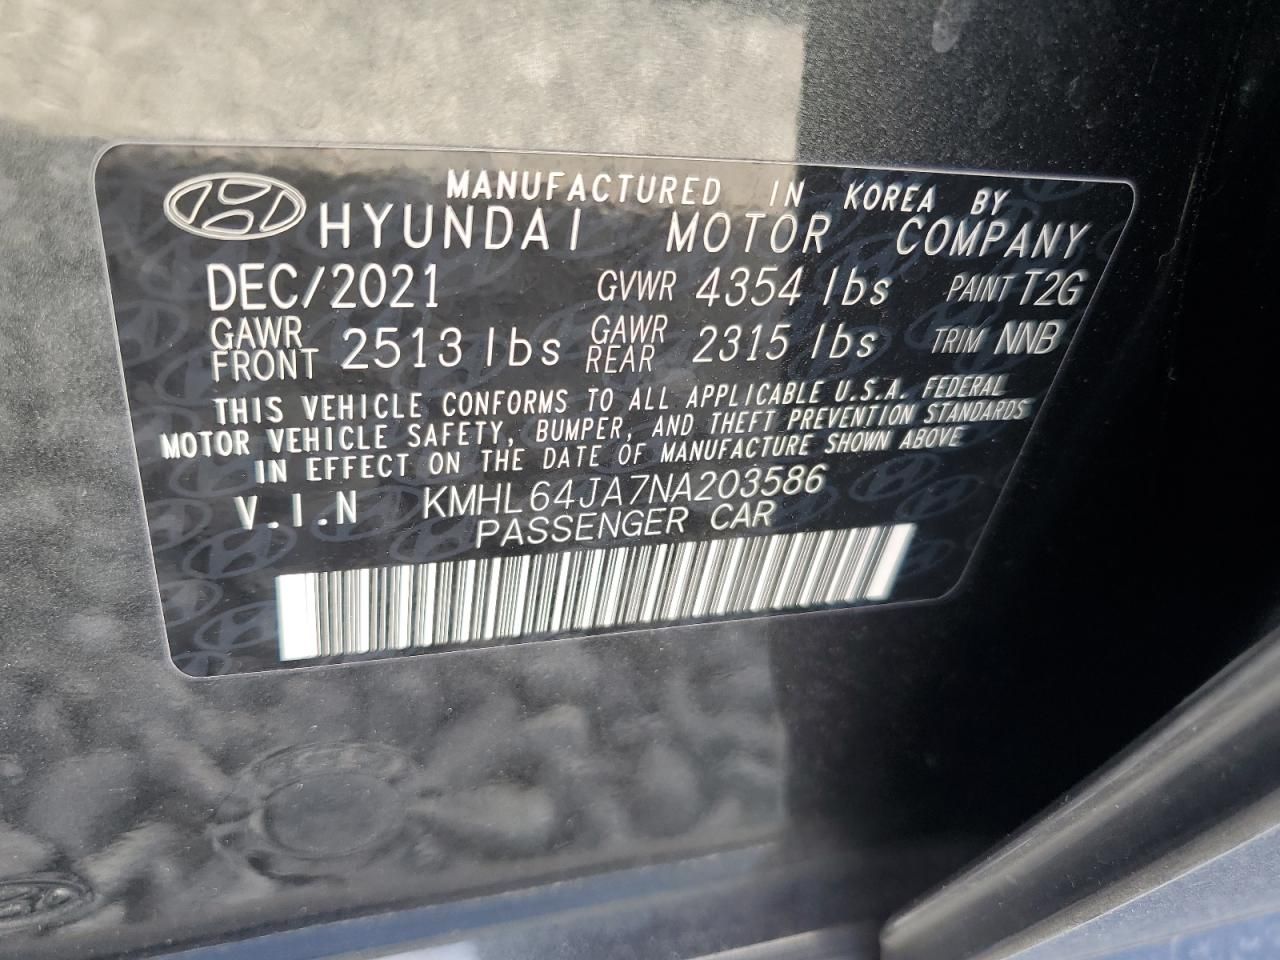 MANUFACTURED IN KOREA BY
HYUNDAI MOTOR COMPANY
DEC/2021 GVWR 4354 lbs PAINT T2G
GAWR FRONT 2513 lbs GAWR REAR 2315 lbs TRIM NNB
THIS VEHICLE CONFORMS TO ALL APPLICABLE U.S.A. FEDERAL
MOTOR VEHICLE SAFETY, BUMPER, AND THEFT PREVENTION STANDARDS
IN EFFECT ON THE DATE OF MANUFACTURE SHOWN ABOVE
V.I.N KMHL64JA7NA203586
PASSENGER CAR